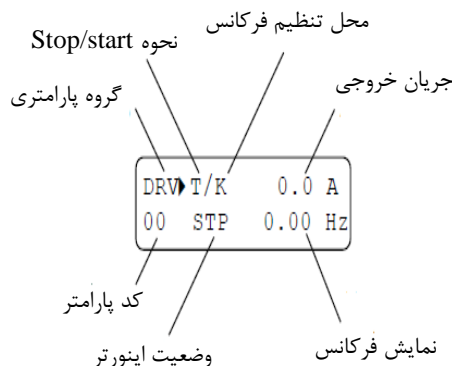 محل تنظیم فرکانس
نحوه Stop/start
جریان خروجی
گروه پارامتری
DRV▶T/K 0.0 A
00 STP 0.00 Hz
کد پارامتر
وضعیت اینورتر
نمایش فرکانس